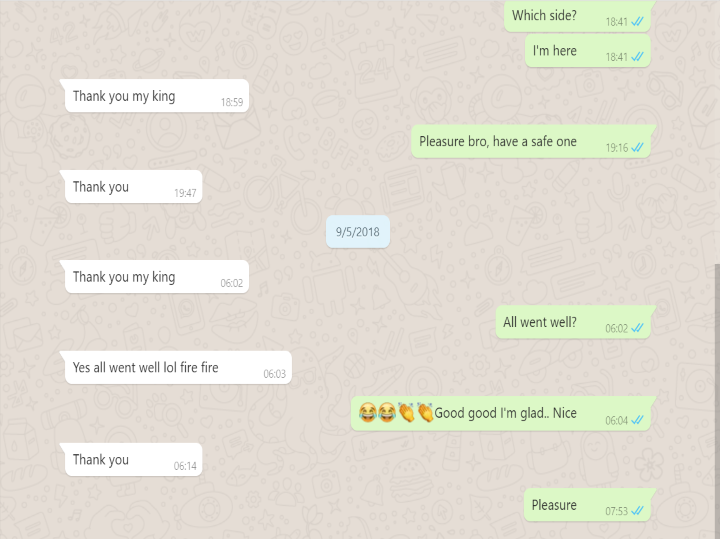 Which side? 18:41
I'm here 18:41
Thank you my king 18:59
Pleasure bro, have a safe one 19:16
Thank you 19:47
9/5/2018
Thank you my king 06:02
All went well? 06:02
Yes all went well lol fire fire 06:03
😂😂👏👏Good good I'm glad.. Nice 06:04
Thank you 06:14
Pleasure 07:53